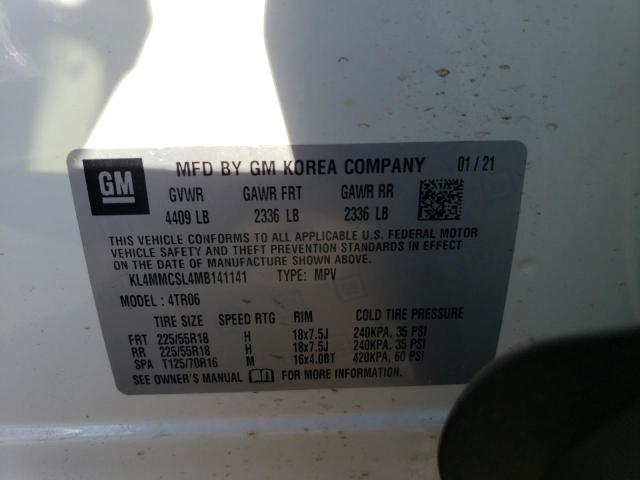 GM MFD BY GM KOREA COMPANY 01 / 21
GVWR GAWR FRT GAWR RR
4409 LB 2336 LB 2336 LB
THIS VEHICLE CONFORMS TO ALL APPLICABLE U.S. FEDERAL MOTOR
VEHICLE SAFETY AND THEFT PREVENTION STANDARDS IN EFFECT ON
THE DATE OF MANUFACTURE SHOWN ABOVE.
KL4MMCSL4MB141141 TYPE: MPV
MODEL : 4TR06
TIRE SIZE SPEED RTG RIM COLD TIRE PRESSURE
FRT 225/55R18 H 18x7.5J 240KPA, 35 PSI
RR 225/55R18 H 18x7.5J 240KPA, 35 PSI
SPA T125/70R16 M 16x4.0BT 420KPA, 60 PSI
SEE OWNER'S MANUAL FOR MORE INFORMATION.